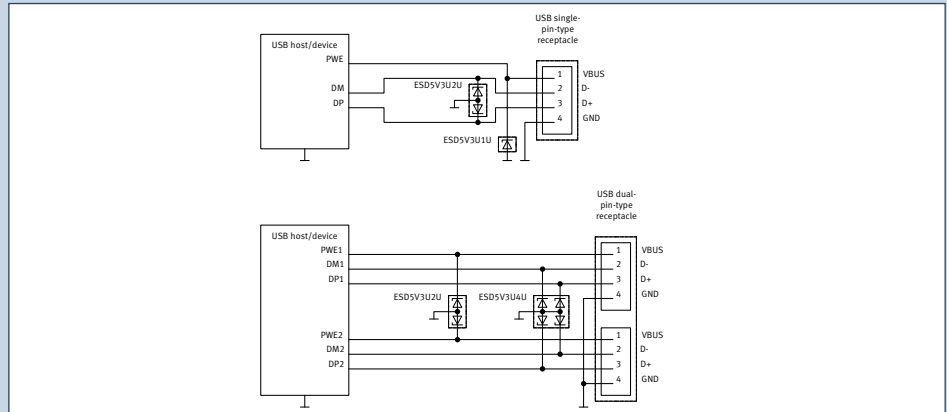 USB single-
pin-type
receptacle
USB host/device
PWE
DM
DP
ESD5V3U2U
ESD5V3U1U
1 VBUS
2 D-
3 D+
4 GND
USB dual-
pin-type
receptacle
USB host/device
PWE1
DM1
DP1
ESD5V3U2U
ESD5V3U4U
PWE2
DM2
DP2
1 VBUS
2 D-
3 D+
4 GND
1 VBUS
2 D-
3 D+
4 GND